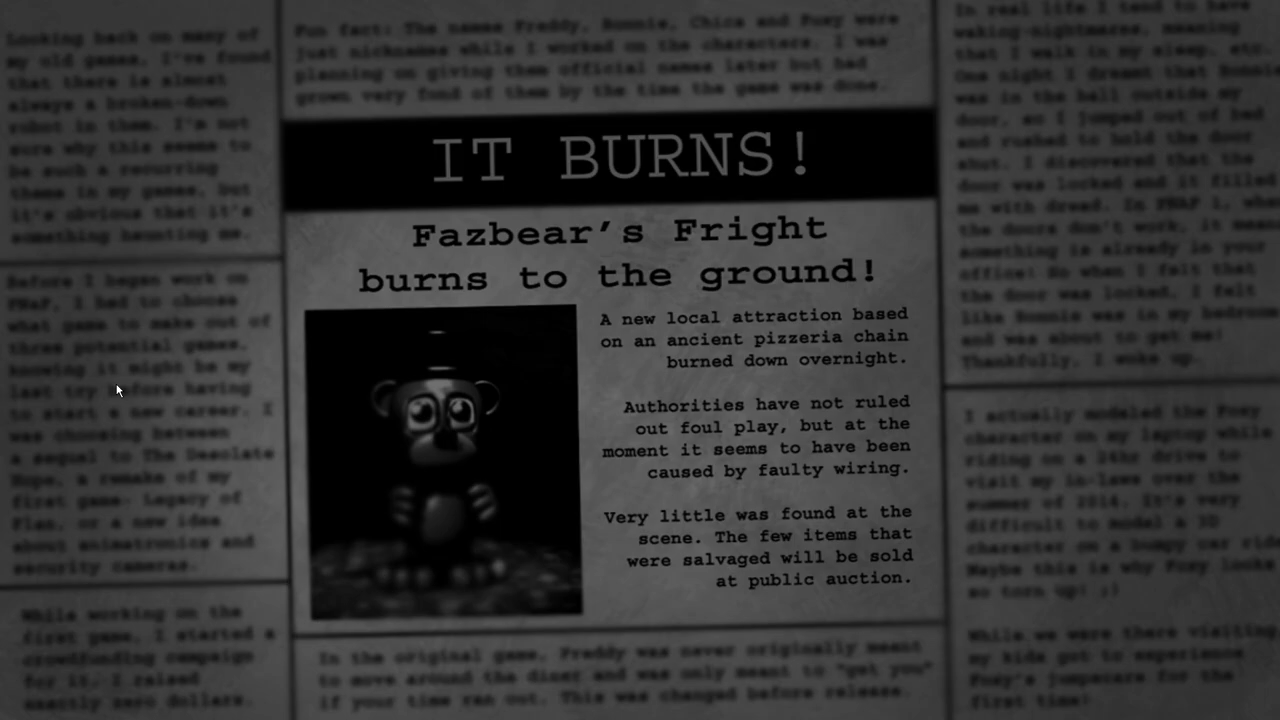 Looking back on many of
my old games, I've found
that there is almost
always a broken-down
robot in them. I'm not
sure why this seems to
be such a recurring
theme in my games, but
it's obvious that it's
something haunting me.
Before I began work on
FNaF, I had to choose
what game to make out of
three potential games,
knowing it might be my
last try before having
to start a new career. I
was choosing between
a sequel to The Desolate
Hope, a remake of my
first game: Legacy of
Flan, or a new idea
about animatronics and
security cameras.
While working on the
first game, I started a
crowdfunding campaign
for it. I raised
exactly zero dollars.
Fun fact: The names Freddy, Bonnie, Chica and Foxy were
just nicknames while I worked on the characters. I was
planning on giving them official names later but had
grown very fond of them by the time the game was done.
IT BURNS!
Fazbear's Fright
burns to the ground!
A new local attraction based
on an ancient pizzeria chain
burned down overnight.
Authorities have not ruled
out foul play, but at the
moment it seems to have been
caused by faulty wiring.
Very little was found at the
scene. The few items that
were salvaged will be sold
at public auction.
In the original game, Freddy was never originally meant
to move around the diner and was only meant to "get you"
if your time ran out. This was changed before release.
In real life I tend to have
waking-nightmares, meaning
that I walk in my sleep, etc.
One night I dreamt that Bonnie
was in the hall outside my
door, so I jumped out of bed
and rushed to hold the door
shut. I discovered that the
door was locked and it filled
me with dread. In FNAF 1, when
the doors don't work, it means
something is already in your
office! So when I felt that
the door was locked, I felt
like Bonnie was in my bedroom
and was about to get me!
Thankfully, I woke up.
I actually modeled the Foxy
character on my laptop while
riding on a 24hr drive to
visit my in-laws over the
summer of 2014. It's very
difficult to model a 3D
character on a bumpy car ride
Maybe this is why Foxy looks
so torn up! ;)
While we were there visiting
my kids got to experience
Foxy's jumpscare for the
first time!